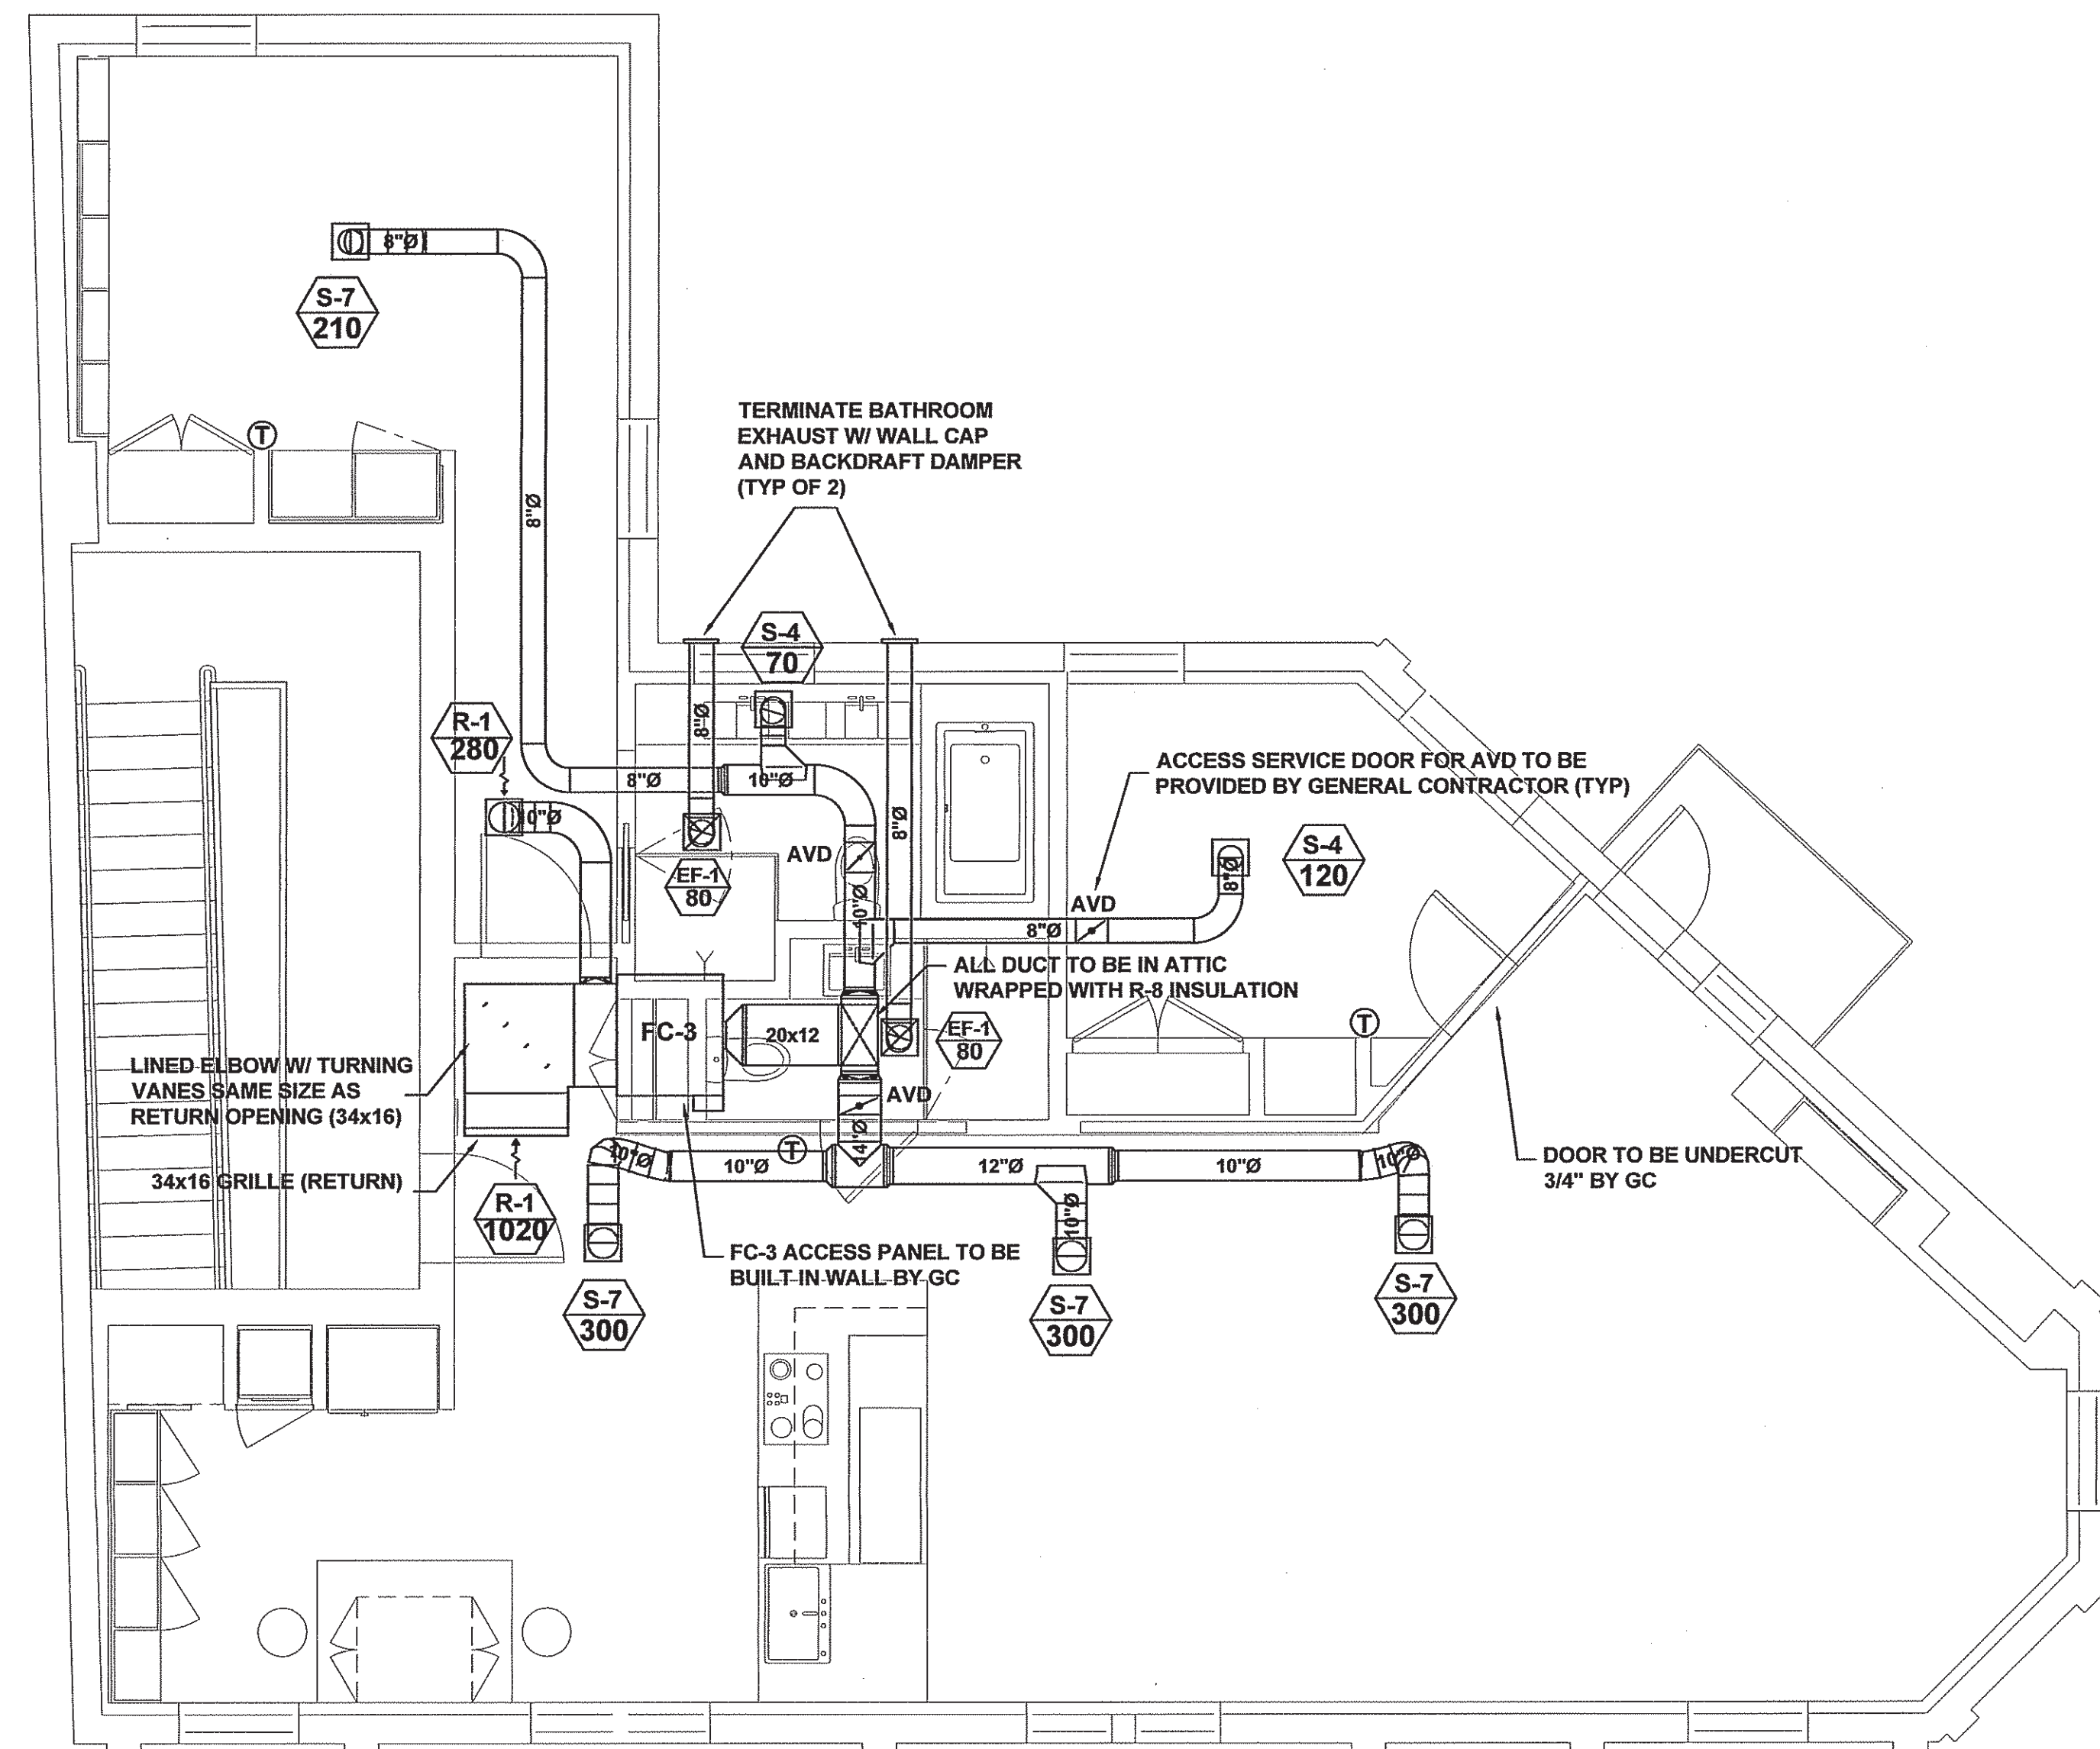 8"Ø
S-7
210
T
TERMINATE BATHROOM
EXHAUST W/ WALL CAP
AND BACKDRAFT DAMPER
(TYP OF 2)
8"Ø
S-4
70
8"Ø
R-1
280
8"Ø
10"Ø
10"Ø
8"Ø
ACCESS SERVICE DOOR FOR AVD TO BE
PROVIDED BY GENERAL CONTRACTOR (TYP)
AVD
EF-1
80
S-4
120
8"Ø
10"Ø
AVD
8"Ø
ALL DUCT TO BE IN ATTIC
WRAPPED WITH R-8 INSULATION
FC-3
20x12
EF-1
80
T
LINED ELBOW W/ TURNING
VANES SAME SIZE AS
RETURN OPENING (34x16)
AVD
14"Ø
T
10"Ø
10"Ø
12"Ø
10"Ø
10"Ø
10"Ø
34x16 GRILLE (RETURN)
R-1
1020
DOOR TO BE UNDERCUT
3/4" BY GC
FC-3 ACCESS PANEL TO BE
BUILT IN WALL BY GC
S-7
300
S-7
300
S-7
300